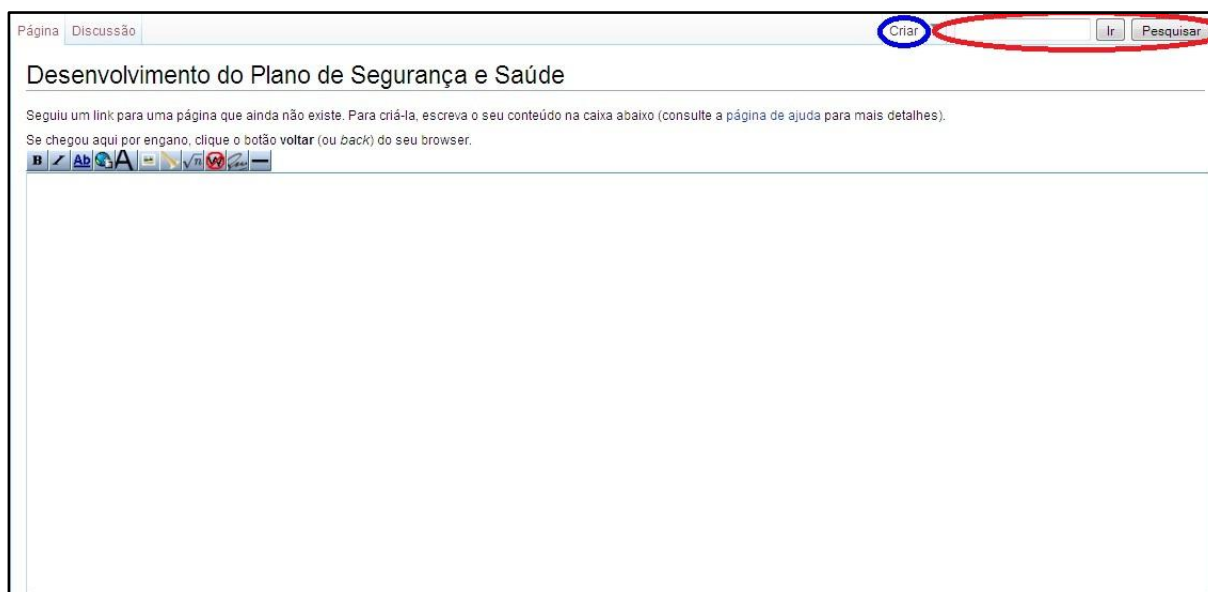 Página Discussão Criar Ir Pesquisar
Desenvolvimento do Plano de Segurança e Saúde
Seguiu um link para uma página que ainda não existe. Para criá-la, escreva o seu conteúdo na caixa abaixo (consulte a página de ajuda para mais detalhes).
Se chegou aqui por engano, clique o botão voltar (ou back) do seu browser.
B I Ab A √n W